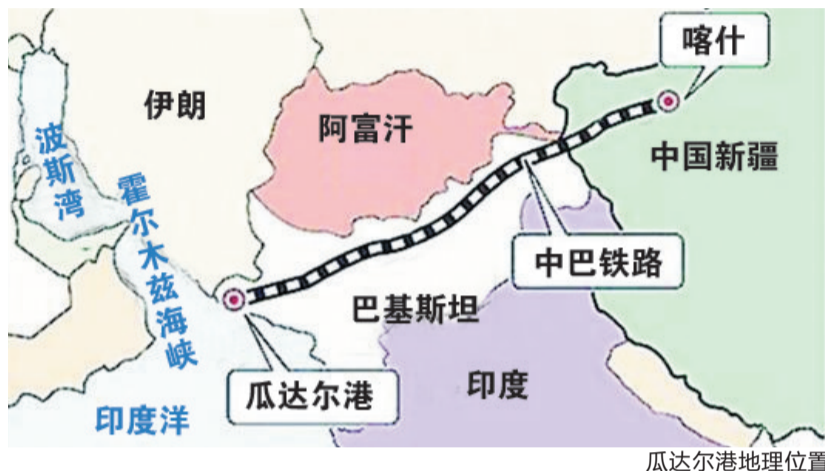 喀什
伊朗
阿富汗
中国新疆
波斯湾
霍尔木兹海峡
中巴铁路
巴基斯坦
瓜达尔港
印度
印度洋
瓜达尔港地理位置